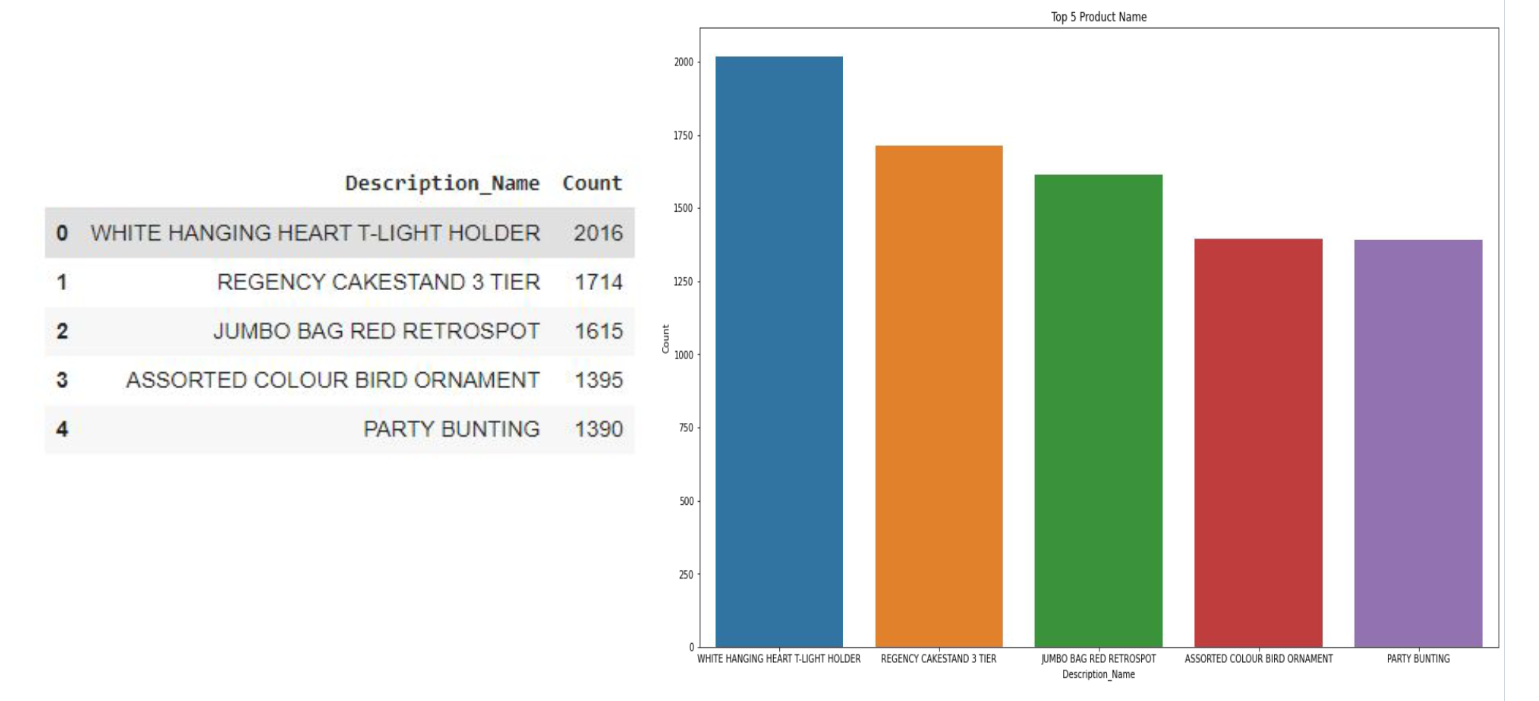 Description_Name Count
0 WHITE HANGING HEART T-LIGHT HOLDER 2016
1 REGENCY CAKESTAND 3 TIER 1714
2 JUMBO BAG RED RETROSPOT 1615
3 ASSORTED COLOUR BIRD ORNAMENT 1395
4 PARTY BUNTING 1390
Top 5 Product Name
2000
1750
1500
1250
1000
750
500
250
0
Count
WHITE HANGING HEART T-LIGHT HOLDER REGENCY CAKESTAND 3 TIER JUMBO BAG RED RETROSPOT ASSORTED COLOUR BIRD ORNAMENT PARTY BUNTING
Description_Name